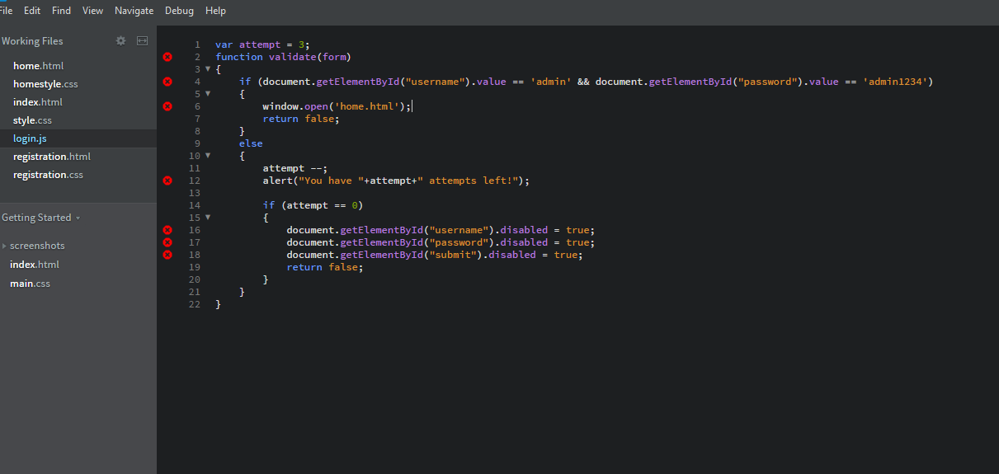 File Edit Find View Navigate Debug Help
Working Files
home.html
homestyle.css
index.html
style.css
login.js
registration.html
registration.css
Getting Started
screenshots
index.html
main.css
1 var attempt = 3;
2 function validate(form)
3 {
4 if (document.getElementById("username").value == 'admin' && document.getElementById("password").value == 'admin1234')
5 {
6 window.open('home.html');
7 return false;
8 }
9 else
10 {
11 attempt --;
12 alert("You have "+attempt+" attempts left!");
13
14 if (attempt == 0)
15 {
16 document.getElementById("username").disabled = true;
17 document.getElementById("password").disabled = true;
18 document.getElementById("submit").disabled = true;
19 return false;
20 }
21 }
22 }